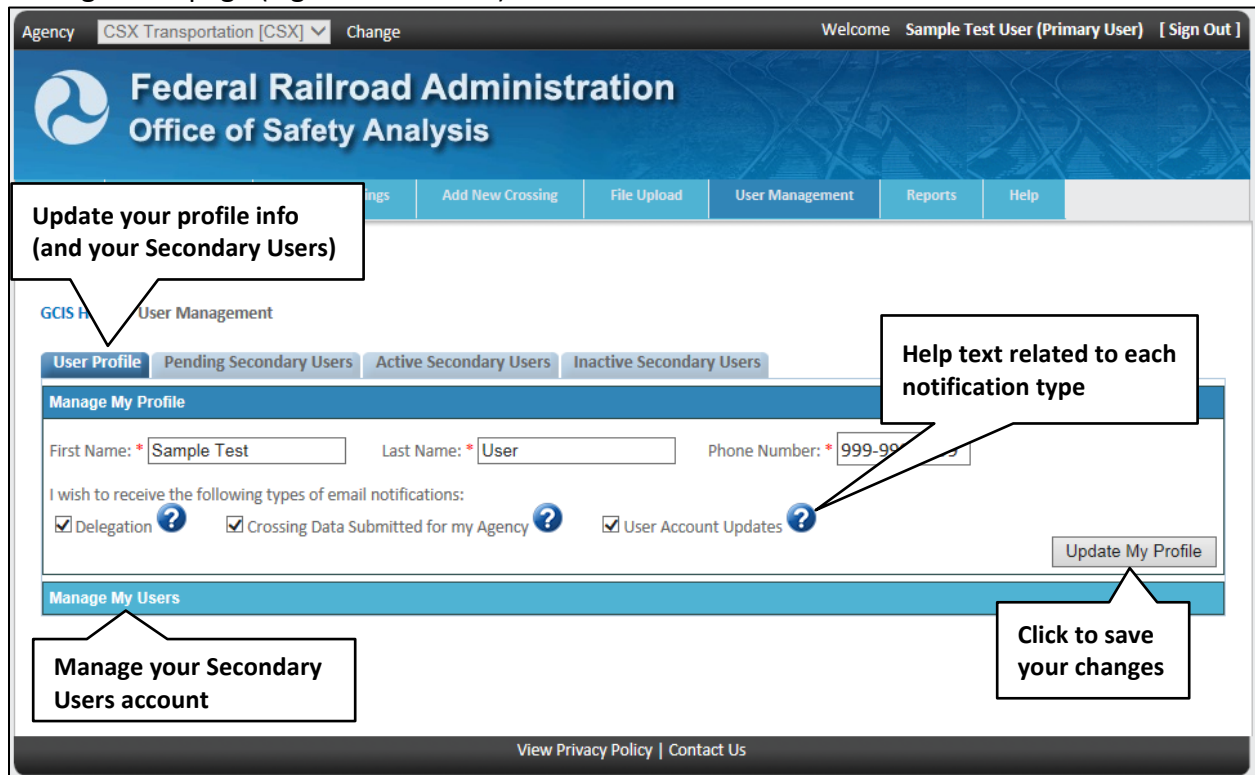 Agency CSX Transportation [CSX] Change Welcome Sample Test User (Primary User) [ Sign Out ]
Federal Railroad Administration
Office of Safety Analysis
ings Add New Crossing File Upload User Management Reports Help
Update your profile info
(and your Secondary Users)
GCIS H User Management
User Profile Pending Secondary Users Active Secondary Users Inactive Secondary Users
Help text related to each
notification type
Manage My Profile
First Name: * Sample Test Last Name: * User Phone Number: * 999-99
I wish to receive the following types of email notifications:
Delegation ? Crossing Data Submitted for my Agency ? User Account Updates ?
Update My Profile
Manage My Users
Manage your Secondary
Users account
Click to save
your changes
View Privacy Policy | Contact Us